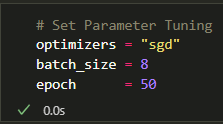 # Set Parameter Tuning
optimizers = "sgd"
batch_size = 8
epoch      = 50
0.0s